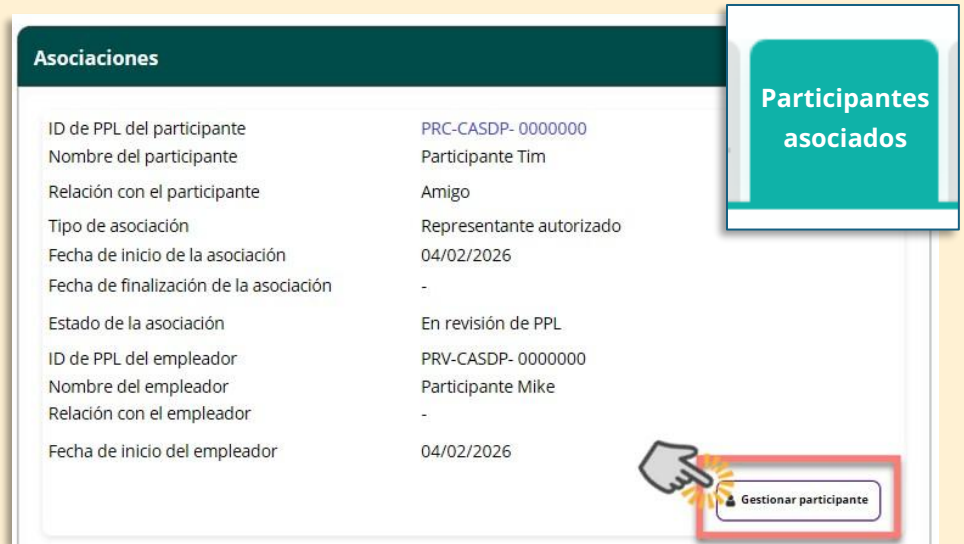 Asociaciones
Participantes
asociados
ID de PPL del participante PRC-CASDP- 0000000
Nombre del participante Participante Tim
Relación con el participante Amigo
Tipo de asociación Representante autorizado
Fecha de inicio de la asociación 04/02/2026
Fecha de finalización de la asociación -
Estado de la asociación En revisión de PPL
ID de PPL del empleador PRV-CASDP- 0000000
Nombre del empleador Participante Mike
Relación con el empleador -
Fecha de inicio del empleador 04/02/2026
Gestionar participante